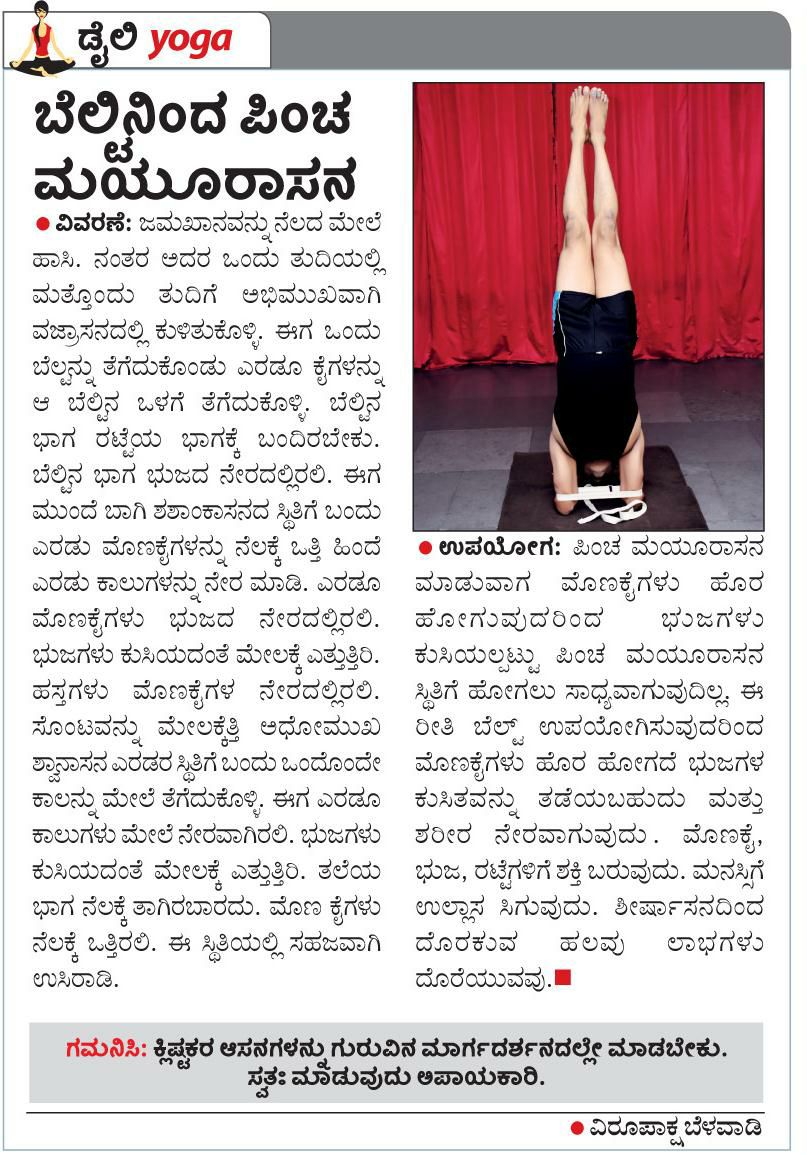 ಡೈಲಿ yoga
ಬೆಲ್ಟಿನಿಂದ ಪಿಂಚ
ಮಯೂರಾಸನ
● ವಿವರಣೆ: ಜಮಖಾನವನ್ನು ನೆಲದ ಮೇಲೆ
ಹಾಸಿ. ನಂತರ ಅದರ ಒಂದು ತುದಿಯಲ್ಲಿ
ಮತ್ತೊಂದು ತುದಿಗೆ ಅಭಿಮುಖವಾಗಿ
ವಜ್ರಾಸನದಲ್ಲಿ ಕುಳಿತುಕೊಳ್ಳಿ. ಈಗ ಒಂದು
ಬೆಲ್ಟನ್ನು ತೆಗೆದುಕೊಂಡು ಎರಡೂ ಕೈಗಳನ್ನು
ಆ ಬೆಲ್ಟಿನ ಒಳಗೆ ತೆಗೆದುಕೊಳ್ಳಿ. ಬೆಲ್ಟಿನ
ಭಾಗ ರಟ್ಟೆಯ ಭಾಗಕ್ಕೆ ಬಂದಿರಬೇಕು.
ಬೆಲ್ಟಿನ ಭಾಗ ಭುಜದ ನೇರದಲ್ಲಿರಲಿ. ಈಗ
ಮುಂದೆ ಬಾಗಿ ಶಶಾಂಕಾಸನದ ಸ್ಥಿತಿಗೆ ಬಂದು
ಎರಡು ಮೊಣಕೈಗಳನ್ನು ನೆಲಕ್ಕೆ ಒತ್ತಿ ಹಿಂದೆ
ಎರಡು ಕಾಲುಗಳನ್ನು ನೇರ ಮಾಡಿ. ಎರಡೂ
ಮೊಣಕೈಗಳು ಭುಜದ ನೇರದಲ್ಲಿರಲಿ.
ಭುಜಗಳು ಕುಸಿಯದಂತೆ ಮೇಲಕ್ಕೆ ಎತ್ತುತ್ತಿರಿ.
ಹಸ್ತಗಳು ಮೊಣಕೈಗಳ ನೇರದಲ್ಲಿರಲಿ.
ಸೊಂಟವನ್ನು ಮೇಲಕ್ಕೆತ್ತಿ ಅಧೋಮುಖ
ಶ್ವಾನಾಸನ ಎರಡರ ಸ್ಥಿತಿಗೆ ಬಂದು ಒಂದೊಂದೇ
ಕಾಲನ್ನು ಮೇಲೆ ತೆಗೆದುಕೊಳ್ಳಿ. ಈಗ ಎರಡೂ
ಕಾಲುಗಳು ಮೇಲೆ ನೇರವಾಗಿರಲಿ. ಭುಜಗಳು
ಕುಸಿಯದಂತೆ ಮೇಲಕ್ಕೆ ಎತ್ತುತ್ತಿರಿ. ತಲೆಯ
ಭಾಗ ನೆಲಕ್ಕೆ ತಾಗಿರಬಾರದು. ಮೊಣ ಕೈಗಳು
ನೆಲಕ್ಕೆ ಒತ್ತಿರಲಿ. ಈ ಸ್ಥಿತಿಯಲ್ಲಿ ಸಹಜವಾಗಿ
ಉಸಿರಾಡಿ.
● ಉಪಯೋಗ: ಪಿಂಚ ಮಯೂರಾಸನ
ಮಾಡುವಾಗ ಮೊಣಕೈಗಳು ಹೊರ
ಹೋಗುವುದರಿಂದ ಭುಜಗಳು
ಕುಸಿಯಲ್ಪಟ್ಟು ಪಿಂಚ ಮಯೂರಾಸನ
ಸ್ಥಿತಿಗೆ ಹೋಗಲು ಸಾಧ್ಯವಾಗುವುದಿಲ್ಲ. ಈ
ರೀತಿ ಬೆಲ್ಟ್ ಉಪಯೋಗಿಸುವುದರಿಂದ
ಮೊಣಕೈಗಳು ಹೊರ ಹೋಗದೆ ಭುಜಗಳ
ಕುಸಿತವನ್ನು ತಡೆಯಬಹುದು ಮತ್ತು
ಶರೀರ ನೇರವಾಗುವುದು. ಮೊಣಕೈ,
ಭುಜ, ರಟ್ಟೆಗಳಿಗೆ ಶಕ್ತಿ ಬರುವುದು. ಮನಸ್ಸಿಗೆ
ಉಲ್ಲಾಸ ಸಿಗುವುದು. ಶೀರ್ಷಾಸನದಿಂದ
ದೊರಕುವ ಹಲವು ಲಾಭಗಳು
ದೊರೆಯುವವು.
ಗಮನಿಸಿ: ಕ್ಲಿಷ್ಟಕರ ಆಸನಗಳನ್ನು ಗುರುವಿನ ಮಾರ್ಗದರ್ಶನದಲ್ಲೇ ಮಾಡಬೇಕು.
ಸ್ವತಃ ಮಾಡುವುದು ಅಪಾಯಕಾರಿ.
● ವಿರೂಪಾಕ್ಷ ಬೆಳವಾಡಿ